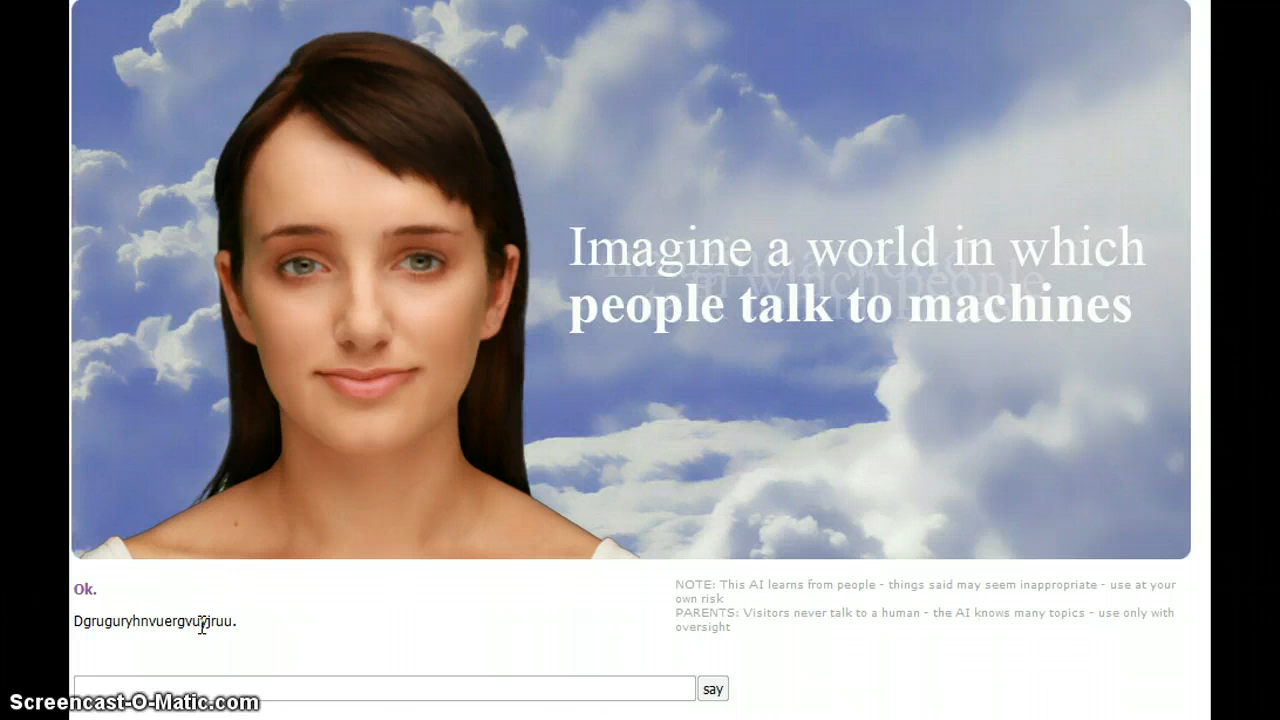 Imagine a world in which
people talk to machines
Ok.
NOTE: This AI learns from people - things said may seem inappropriate - use at your
own risk
PARENTS: Visitors never talk to a human - the AI knows many topics - use only with
oversight
say
Screencast-O-Matic.com